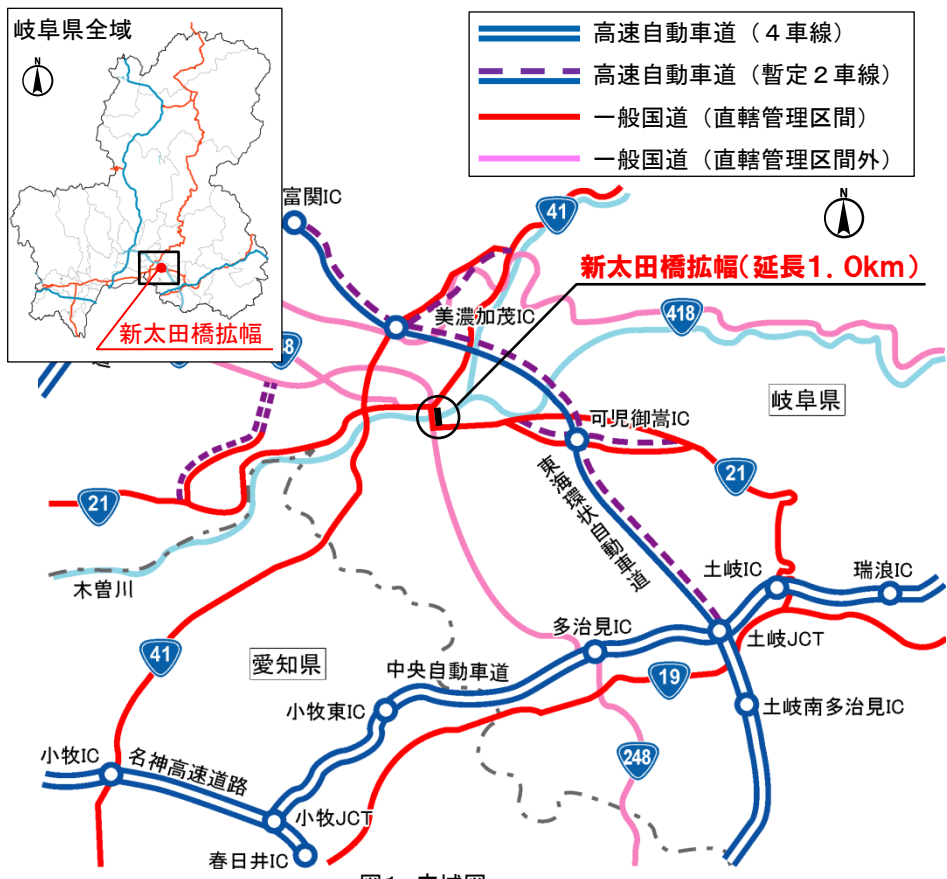 岐阜県全域
N
新太田橋拡幅
高速自動車道（４車線）
高速自動車道（暫定２車線）
一般国道（直轄管理区間）
一般国道（直轄管理区間外）
N
富関IC
41
新太田橋拡幅（延長1．0km）
美濃加茂IC
418
岐阜県
可児御嵩IC
21
21
東海環状自動車道
木曽川
土岐IC
瑞浪IC
多治見IC
土岐JCT
41
愛知県
中央自動車道
19
小牧東IC
土岐南多治見IC
小牧IC
名神高速道路
248
小牧JCT
春日井IC